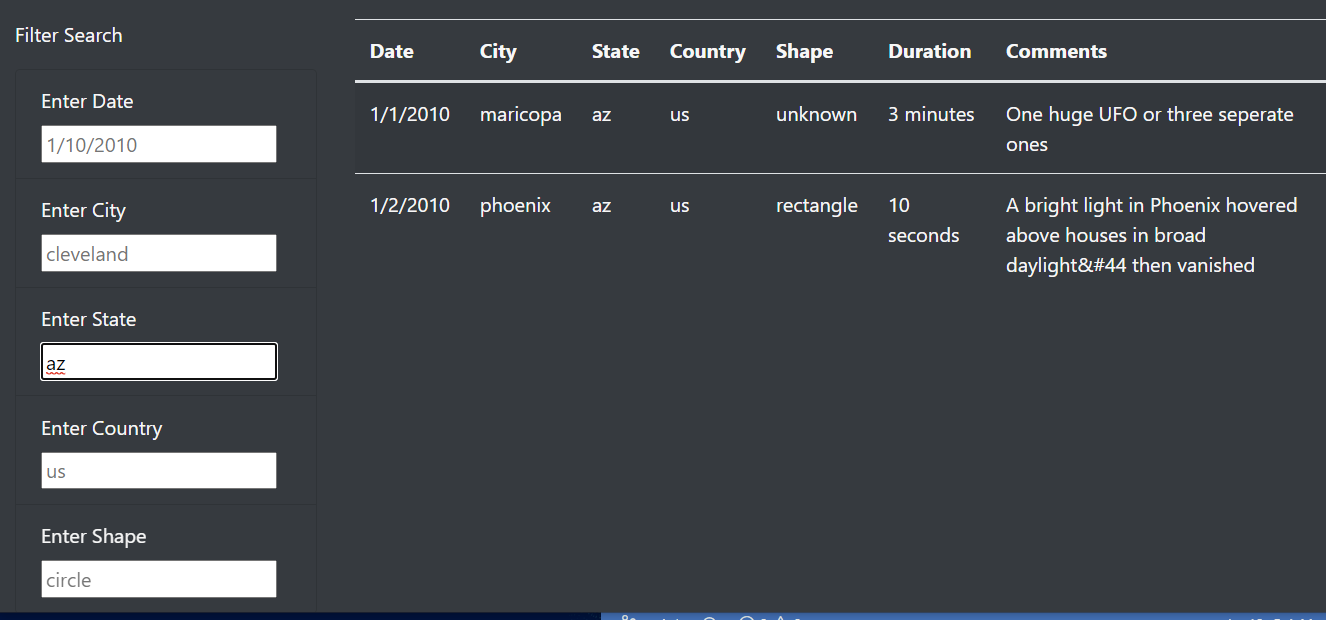 Filter Search
Enter Date
1/10/2010
Enter City
cleveland
Enter State
az
Enter Country
us
Enter Shape
circle
Date City State Country Shape Duration Comments
1/1/2010 maricopa az us unknown 3 minutes One huge UFO or three seperate
ones
1/2/2010 phoenix az us rectangle 10 A bright light in Phoenix hovered
seconds above houses in broad
daylight&#44 then vanished